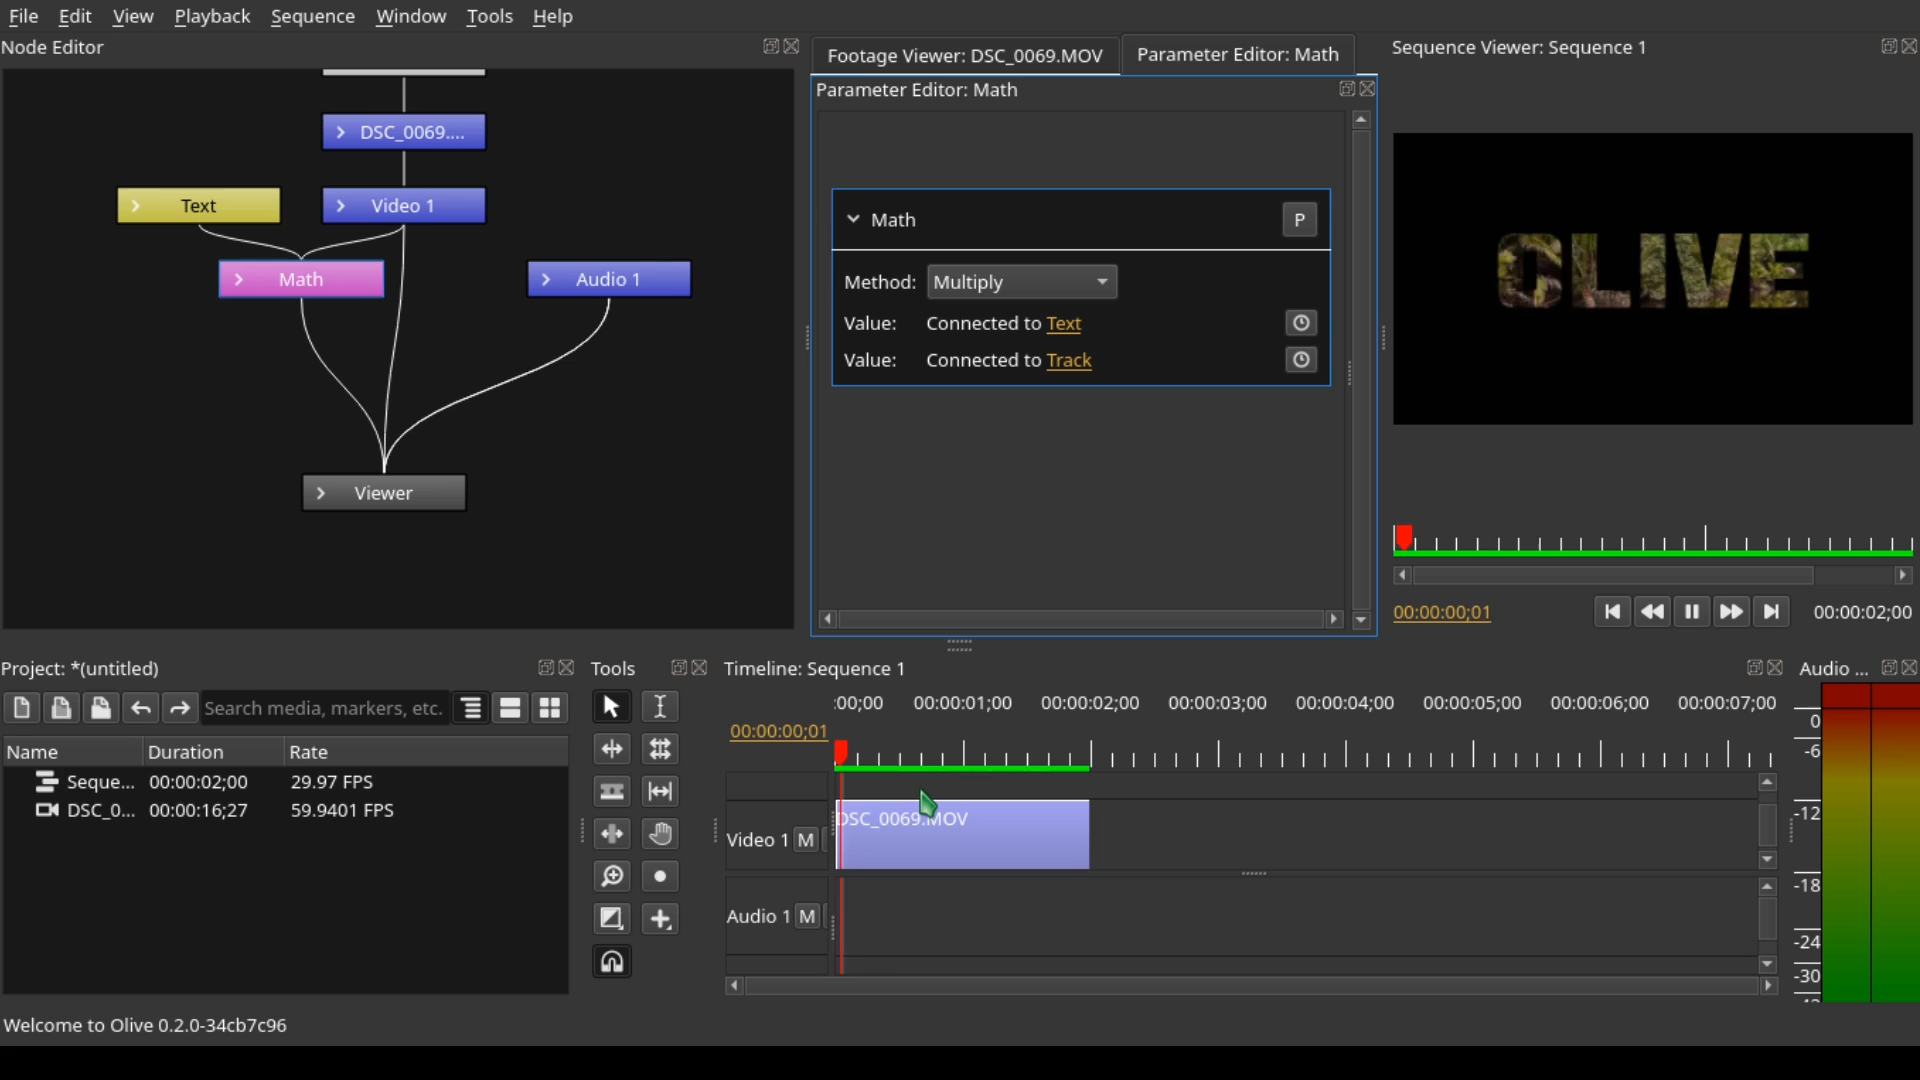 File Edit View Playback Sequence Window Tools Help
Node Editor
DSC_0069....
Text
Video 1
Math
Audio 1
Viewer
Footage Viewer: DSC_0069.MOV
Parameter Editor: Math
Parameter Editor: Math
Math
P
Method: Multiply
Value: Connected to Text
Value: Connected to Track
Sequence Viewer: Sequence 1
OLIVE
00:00:00;01
00:00:02;00
Project: *(untitled)
Search media, markers, etc.
Name Duration Rate
Seque... 00:00:02;00 29.97 FPS
DSC_0... 00:00:16;27 59.9401 FPS
Tools
Timeline: Sequence 1
:00;00 00:00:01;00 00:00:02;00 00:00:03;00 00:00:04;00 00:00:05;00 00:00:06;00 00:00:07;00
00:00:00;01
DSC_0069.MOV
Video 1 M
Audio 1 M
Audio ...
0
-6
-12
-18
-24
-30
Welcome to Olive 0.2.0-34cb7c96